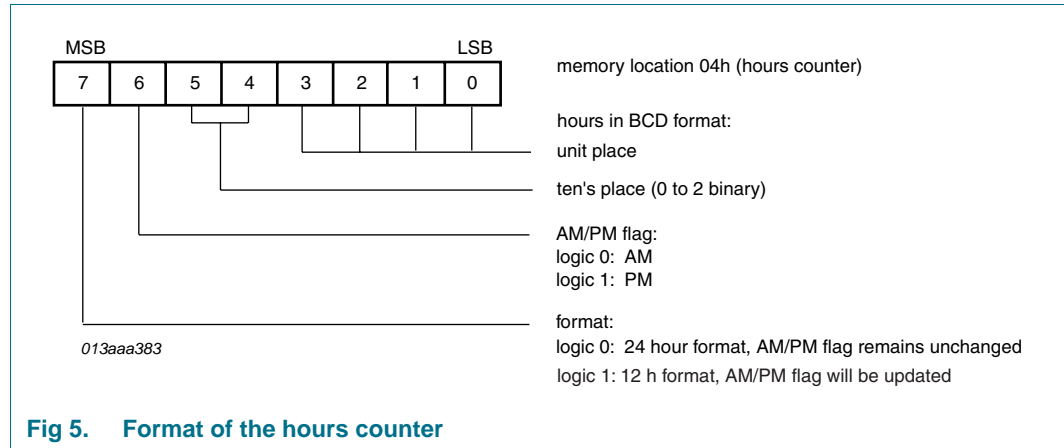 MSB LSB
7 6 5 4 3 2 1 0
memory location 04h (hours counter)
hours in BCD format:
unit place
ten's place (0 to 2 binary)
AM/PM flag:
logic 0: AM
logic 1: PM
format:
logic 0: 24 hour format, AM/PM flag remains unchanged
logic 1: 12 h format, AM/PM flag will be updated
013aaa383
Fig 5. Format of the hours counter